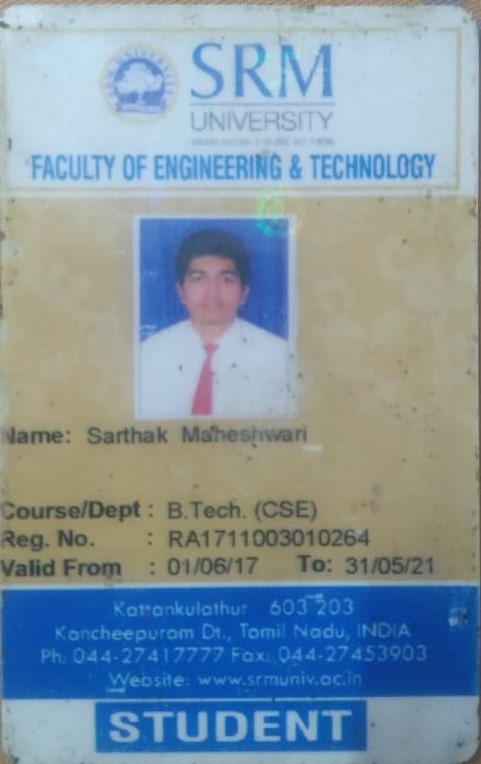 SRM
UNIVERSITY
FACULTY OF ENGINEERING & TECHNOLOGY
Name: Sarthak Maheshwari
Course/Dept : B.Tech. (CSE)
Reg. No. : RA1711003010264
Valid From : 01/06/17 To: 31/05/21
Kattankulathur 603 203
Kancheepuram Dt., Tamil Nadu, INDIA
Ph: 044-27417777 Fax: 044-27453903
Website: www.srmuniv.ac.in
STUDENT